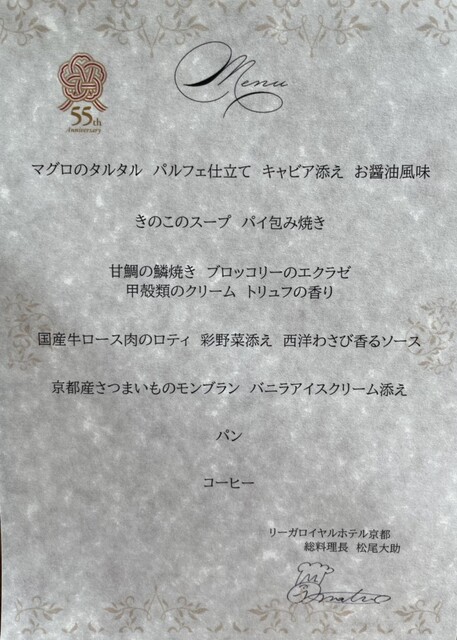 Menu
55th
Anniversary
マグロのタルタル パルフェ仕立て キャビア添え お醤油風味
きのこのスープ パイ包み焼き
甘鯛の鱗焼き ブロッコリーのエクラゼ
甲殻類のクリーム トリュフの香り
国産牛ロース肉のロティ 彩野菜添え 西洋わさび香るソース
京都産さつまいものモンブラン バニラアイスクリーム添え
パン
コーヒー
リーガロイヤルホテル京都
総料理長 松尾大助